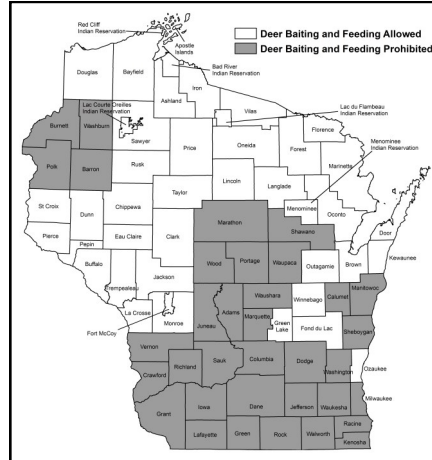 Deer Baiting and Feeding Allowed
Deer Baiting and Feeding Prohibited
Red Cliff
Indian Reservation
Apostle
Islands
Bad River
Indian Reservation
Douglas
Bayfield
Ashland
Iron
Vilas
Lac du Flambeau
Indian Reservation
Lac Courte Oreilles
Indian Reservation
Burnett
Washburn
Sawyer
Price
Oneida
Forest
Florence
Marinette
Menominee
Indian Reservation
Polk
Barron
Rusk
Lincoln
Langlade
Taylor
Menominee
Oconto
Door
St Croix
Dunn
Chippewa
Marathon
Shawano
Pierce
Pepin
Eau Claire
Clark
Wood
Portage
Waupaca
Outagamie
Brown
Kewaunee
Buffalo
Trempealeau
Jackson
Waushara
Winnebago
Calumet
Manitowoc
La Crosse
Monroe
Juneau
Adams
Marquette
Green
Lake
Fond du Lac
Sheboygan
Fort McCoy
Vernon
Crawford
Richland
Sauk
Columbia
Dodge
Washington
Ozaukee
Grant
Iowa
Dane
Jefferson
Waukesha
Milwaukee
Lafayette
Green
Rock
Walworth
Racine
Kenosha